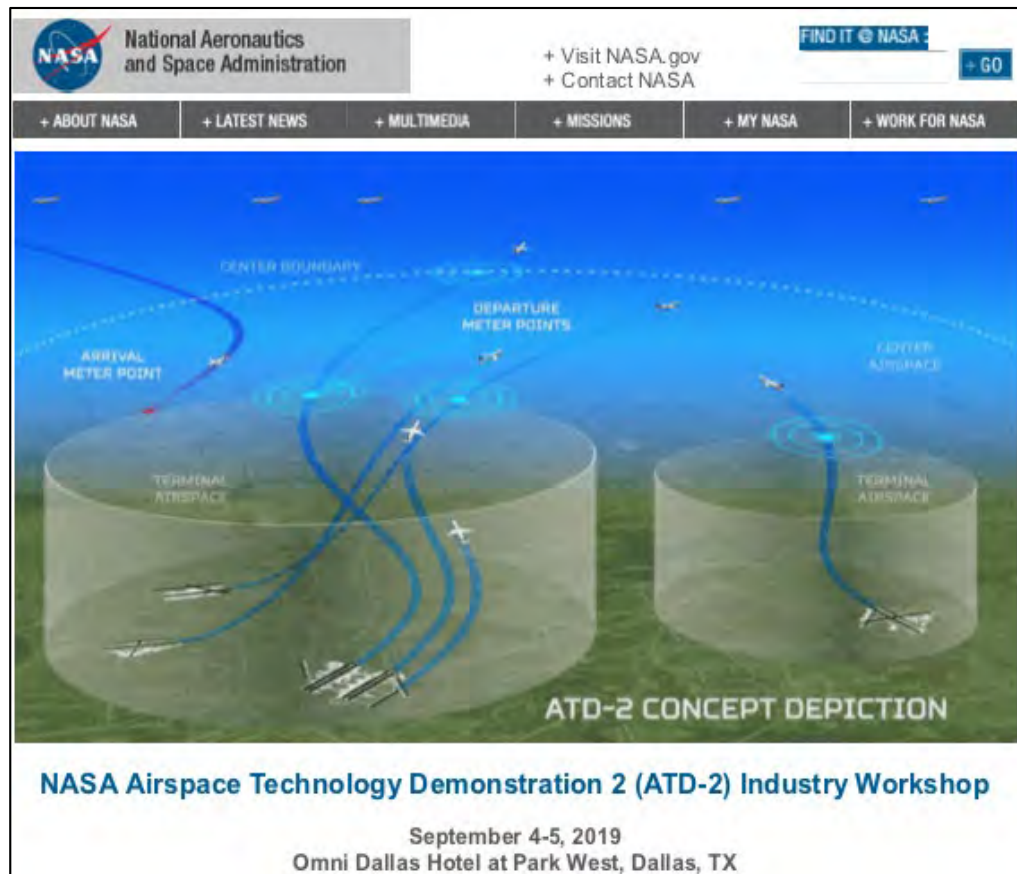 NASA
National Aeronautics
and Space Administration
+ Visit NASA.gov
+ Contact NASA
FIND IT @ NASA :
+ GO
+ ABOUT NASA
+ LATEST NEWS
+ MULTIMEDIA
+ MISSIONS
+ MY NASA
+ WORK FOR NASA
CENTER BOUNDARY
DEPARTURE
METER POINTS
ARRIVAL
METER POINT
CENTER
AIRSPACE
TERMINAL
AIRSPACE
TERMINAL
AIRSPACE
ATD-2 CONCEPT DEPICTION
NASA Airspace Technology Demonstration 2 (ATD-2) Industry Workshop
September 4-5, 2019
Omni Dallas Hotel at Park West, Dallas, TX